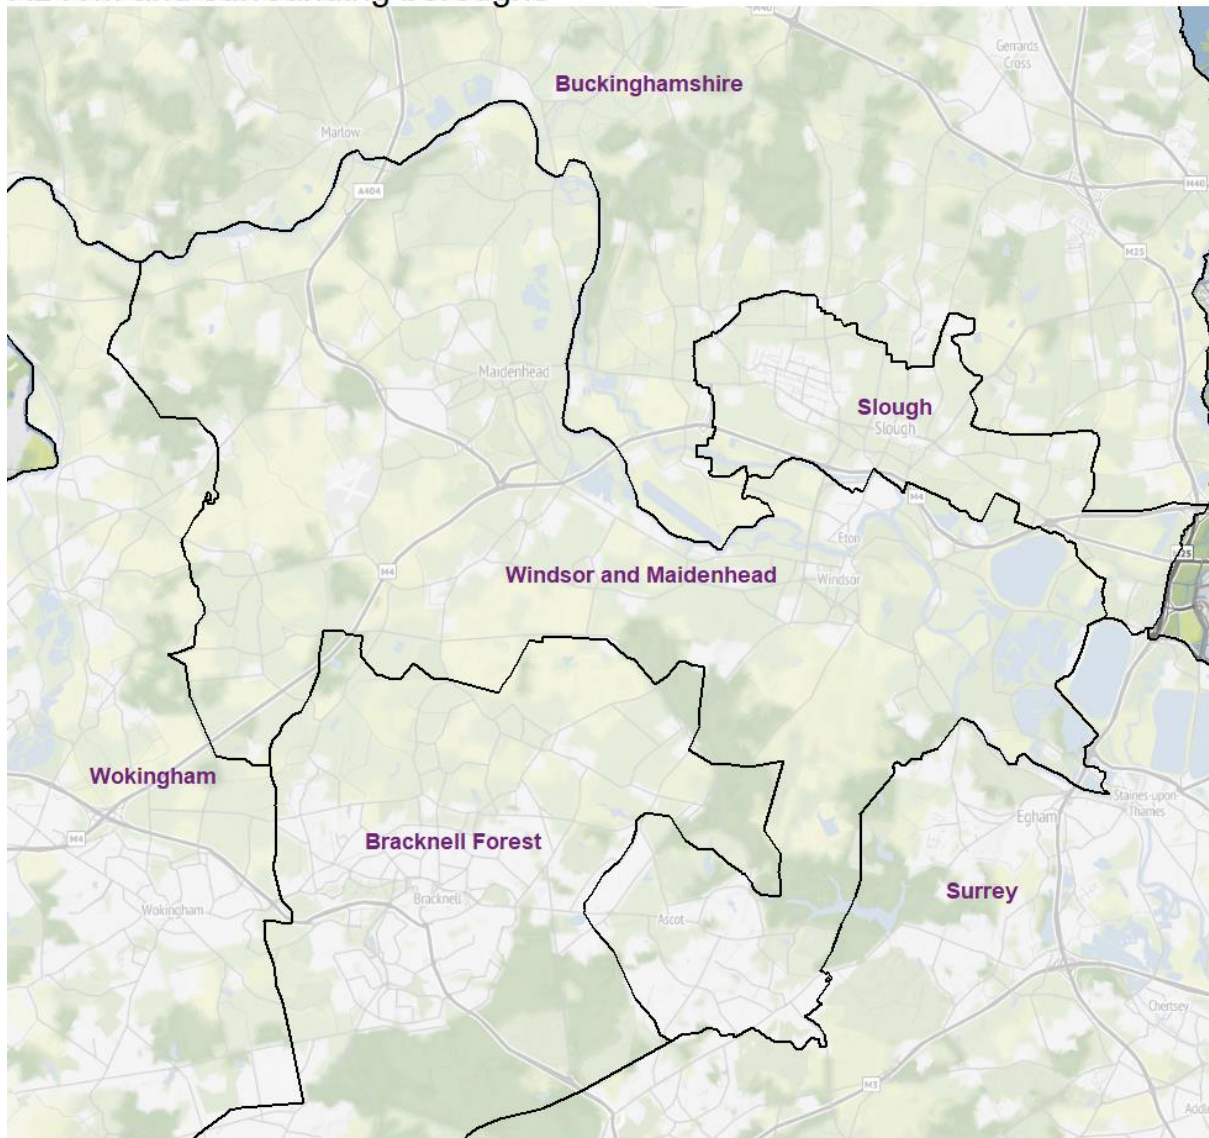 M40
Gerrards
Cross
Buckinghamshire
Marlow
A404
M40
M25
Maidenhead
Slough
Slough
M4
Eton
M25
M4
Windsor and Maidenhead
Windsor
Wokingham
Staines-upon-
Thames
Egham
M4
Bracknell Forest
Surrey
Bracknell
Wokingham
Ascot
Chertsey
M3